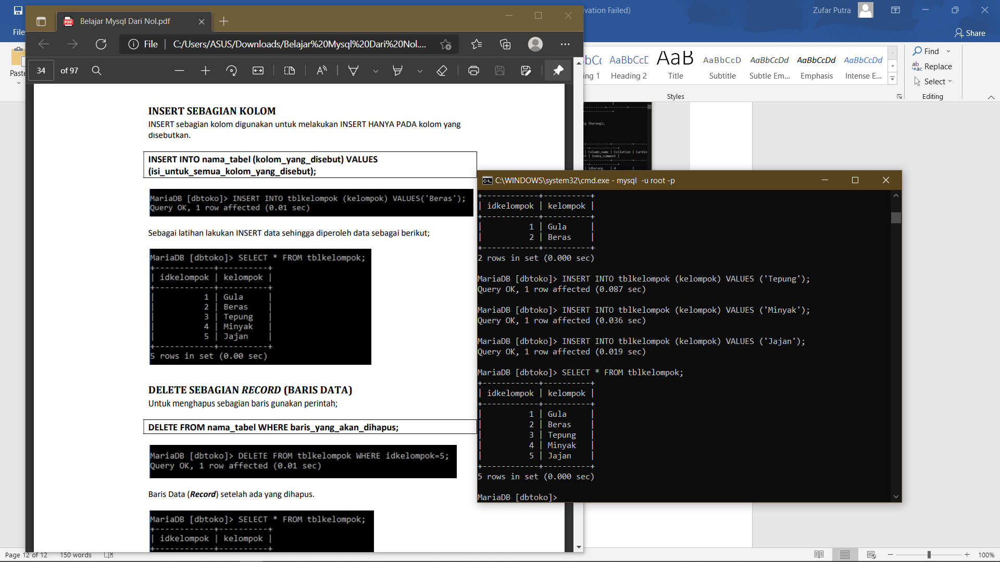 ivation Failed)
Zufar Putra
File
Share
Paste
AaBbCcD
AaB
AaBbCcD
AaBbCcDd
AaBbCcDd
AaBbCcDd
ing 1
Heading 2
Title
Subtitle
Subtle Em...
Emphasis
Intense E...
Styles
Find
Replace
Select
Editing
Belajar Mysql Dari Nol.pdf
File
C:/Users/ASUS/Downloads/Belajar%20Mysql%20Dari%20Nol....
34
of 97
INSERT SEBAGIAN KOLOM
INSERT sebagian kolom digunakan untuk melakukan INSERT HANYA PADA kolom yang
disebutkan.
INSERT INTO nama_tabel (kolom_yang_disebut) VALUES
(isi_untuk_semua_kolom_yang_disebut);
MariaDB [dbtoko]> INSERT INTO tblkelompok (kelompok) VALUES('Beras');
Query OK, 1 row affected (0.01 sec)
Sebagai latihan lakukan INSERT data sehingga diperoleh data sebagai berikut;
MariaDB [dbtoko]> SELECT * FROM tblkelompok;
+------------+----------+
| idkelompok | kelompok |
+------------+----------+
|          1 | Gula     |
|          2 | Beras    |
|          3 | Tepung   |
|          4 | Minyak   |
|          5 | Jajan    |
+------------+----------+
5 rows in set (0.00 sec)
DELETE SEBAGIAN RECORD (BARIS DATA)
Untuk menghapus sebagian baris gunakan perintah;
DELETE FROM nama_tabel WHERE baris_yang_akan_dihapus;
MariaDB [dbtoko]> DELETE FROM tblkelompok WHERE idkelompok=5;
Query OK, 1 row affected (0.01 sec)
Baris Data (Record) setelah ada yang dihapus.
MariaDB [dbtoko]> SELECT * FROM tblkelompok;
+------------+----------+
| idkelompok | kelompok |
+------------+----------+
g (barang);
| Column_name | Collation | Cardin
nt | Index_comment |
| idbarang | A
C:\WINDOWS\system32\cmd.exe - mysql  -u root -p
+------------+----------+
| idkelompok | kelompok |
+------------+----------+
|          1 | Gula     |
|          2 | Beras    |
+------------+----------+
2 rows in set (0.000 sec)
MariaDB [dbtoko]> INSERT INTO tblkelompok (kelompok) VALUES ('Tepung');
Query OK, 1 row affected (0.087 sec)
MariaDB [dbtoko]> INSERT INTO tblkelompok (kelompok) VALUES ('Minyak');
Query OK, 1 row affected (0.036 sec)
MariaDB [dbtoko]> INSERT INTO tblkelompok (kelompok) VALUES ('Jajan');
Query OK, 1 row affected (0.019 sec)
MariaDB [dbtoko]> SELECT * FROM tblkelompok;
+------------+----------+
| idkelompok | kelompok |
+------------+----------+
|          1 | Gula     |
|          2 | Beras    |
|          3 | Tepung   |
|          4 | Minyak   |
|          5 | Jajan    |
+------------+----------+
5 rows in set (0.000 sec)
MariaDB [dbtoko]>
Page 12 of 12
150 words
100%